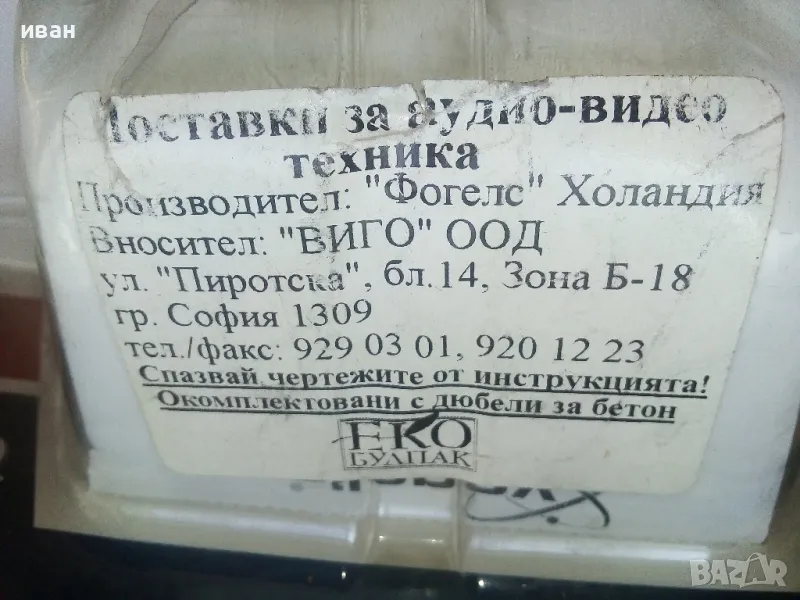 иван
Поставки за аудио-видео
техника
Производител: "Фогелс" Холандия
Вносител: "ВИГО" ООД
ул. "Пиротска", бл.14, Зона Б-18
гр. София 1309
тел./факс: 929 03 01, 920 12 23
Спазвай чертежите от инструкцията!
Окомплектовани с дюбели за бетон
ЕКО
БУЛПАК
BAZAR